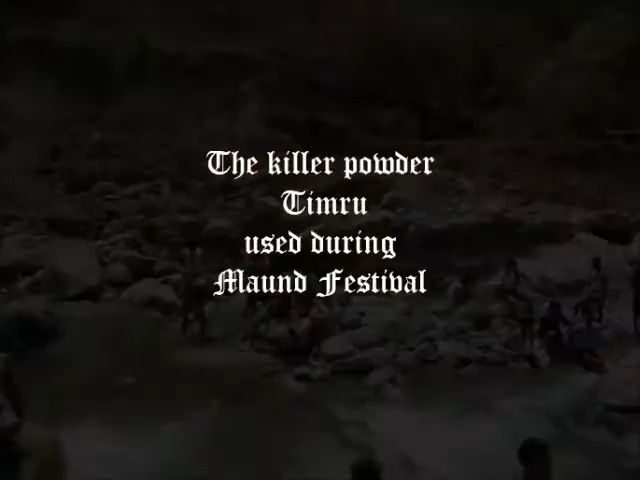 The killer powder
Timru
used during
Maund Festival